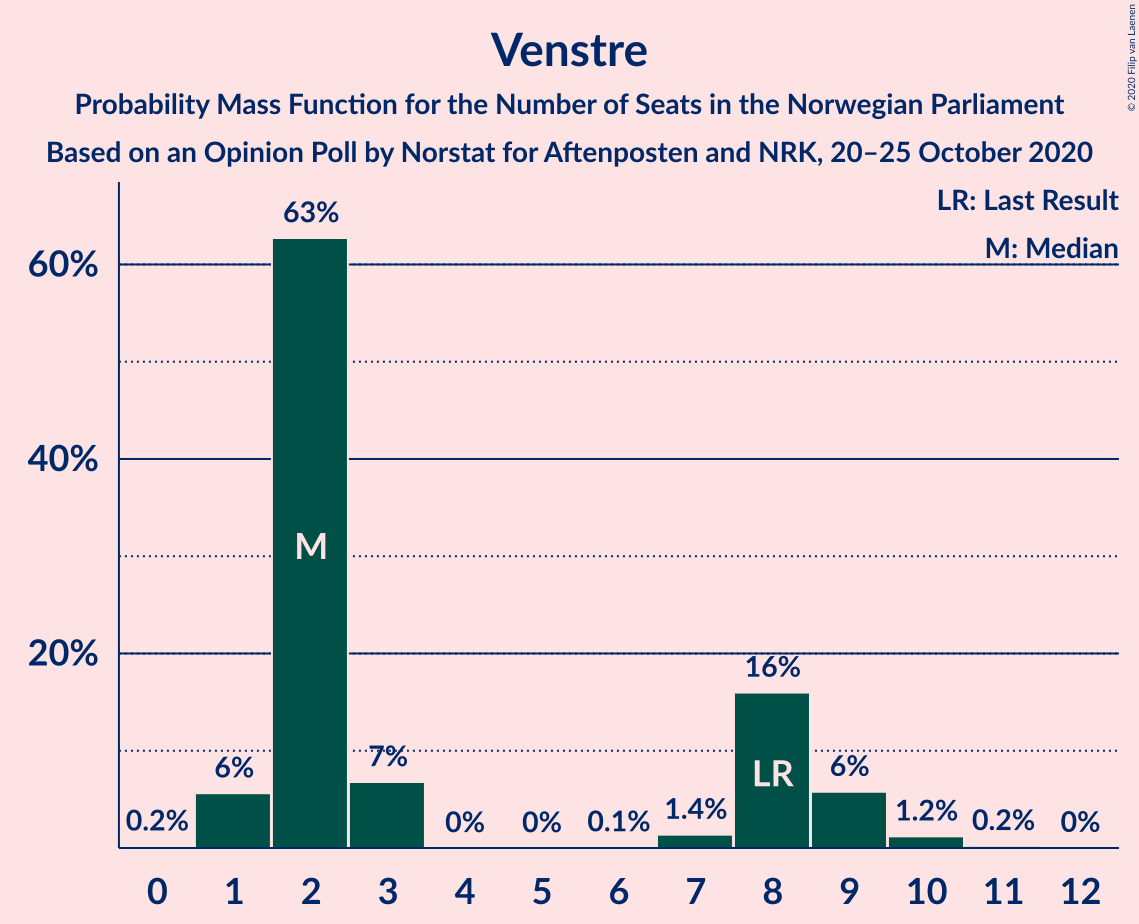 © 2020 Filip van Laenen
Venstre
Probability Mass Function for the Number of Seats in the Norwegian Parliament
Based on an Opinion Poll by Norstat for Aftenposten and NRK, 20–25 October 2020
LR: Last Result
M: Median
60%
40%
20%
0.2%
6%
63%
7%
0%
0%
0.1%
1.4%
16%
6%
1.2%
0.2%
0%
M
LR
0 1 2 3 4 5 6 7 8 9 10 11 12